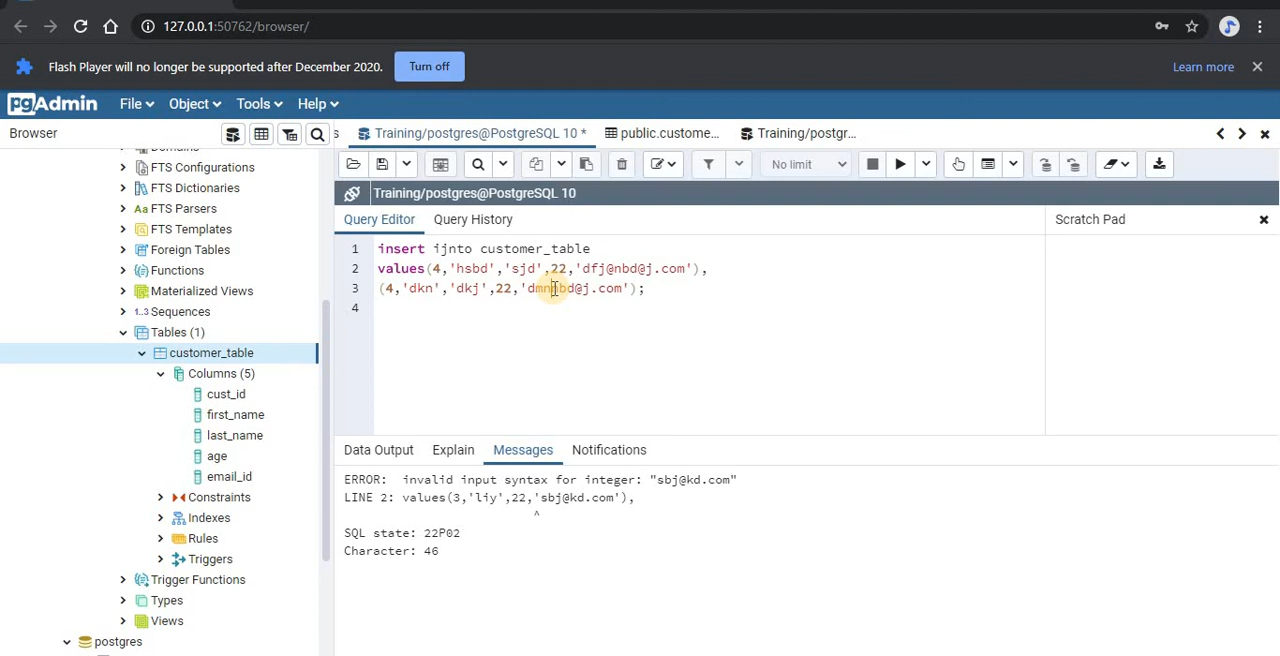 127.0.0.1:50762/browser/
Flash Player will no longer be supported after December 2020. Turn off Learn more
pgAdmin File Object Tools Help
Browser
Training/postgres@PostgreSQL 10 * public.custome... Training/postgr...
No limit
Training/postgres@PostgreSQL 10
Query Editor Query History Scratch Pad
FTS Configurations
FTS Dictionaries
Aa FTS Parsers
FTS Templates
Foreign Tables
Functions
Materialized Views
1..3 Sequences
Tables (1)
customer_table
Columns (5)
cust_id
first_name
last_name
age
email_id
Constraints
Indexes
Rules
Triggers
Trigger Functions
Types
Views
postgres
1 insert ijnto customer_table
2 values(4,'hsbd','sjd',22,'dfj@nbd@j.com'),
3 (4,'dkn','dkj',22,'dmn bd@j.com');
4
Data Output Explain Messages Notifications
ERROR: invalid input syntax for integer: "sbj@kd.com"
LINE 2: values(3,'liy',22,'sbj@kd.com'),
^
SQL state: 22P02
Character: 46